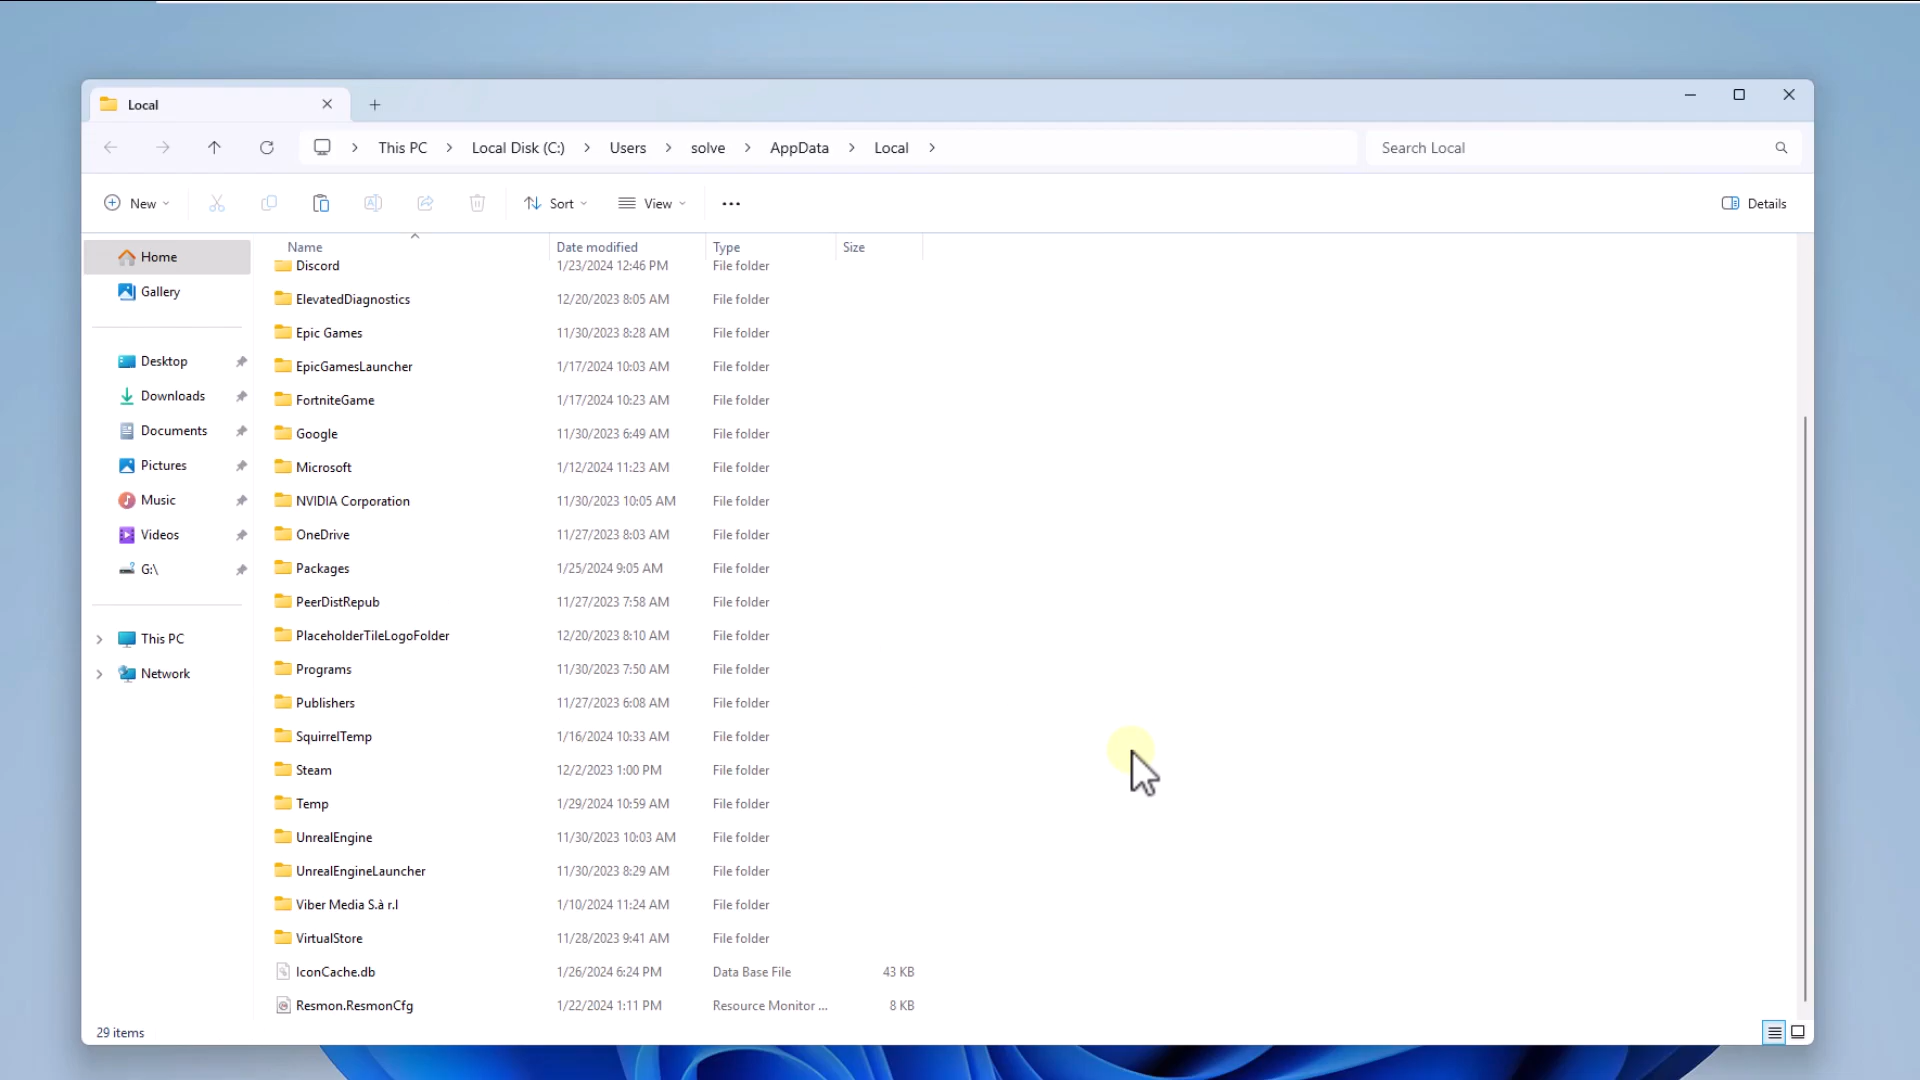 Local
This PC Local Disk (C:) Users solve AppData Local
Search Local
New Sort View Details
Name Date modified Type Size
Home
Gallery
Desktop
Downloads
Documents
Pictures
Music
Videos
G:\
This PC
Network
Discord 1/23/2024 12:46 PM File folder
ElevatedDiagnostics 12/20/2023 8:05 AM File folder
Epic Games 11/30/2023 8:28 AM File folder
EpicGamesLauncher 1/17/2024 10:03 AM File folder
FortniteGame 1/17/2024 10:23 AM File folder
Google 11/30/2023 6:49 AM File folder
Microsoft 1/12/2024 11:23 AM File folder
NVIDIA Corporation 11/30/2023 10:05 AM File folder
OneDrive 11/27/2023 8:03 AM File folder
Packages 1/25/2024 9:05 AM File folder
PeerDistRepub 11/27/2023 7:58 AM File folder
PlaceholderTileLogoFolder 12/20/2023 8:10 AM File folder
Programs 11/30/2023 7:50 AM File folder
Publishers 11/27/2023 6:08 AM File folder
SquirrelTemp 1/16/2024 10:33 AM File folder
Steam 12/2/2023 1:00 PM File folder
Temp 1/29/2024 10:59 AM File folder
UnrealEngine 11/30/2023 10:03 AM File folder
UnrealEngineLauncher 11/30/2023 8:29 AM File folder
Viber Media S.à r.l 1/10/2024 11:24 AM File folder
VirtualStore 11/28/2023 9:41 AM File folder
IconCache.db 1/26/2024 6:24 PM Data Base File 43 KB
Resmon.ResmonCfg 1/22/2024 1:11 PM Resource Monitor ... 8 KB
29 items